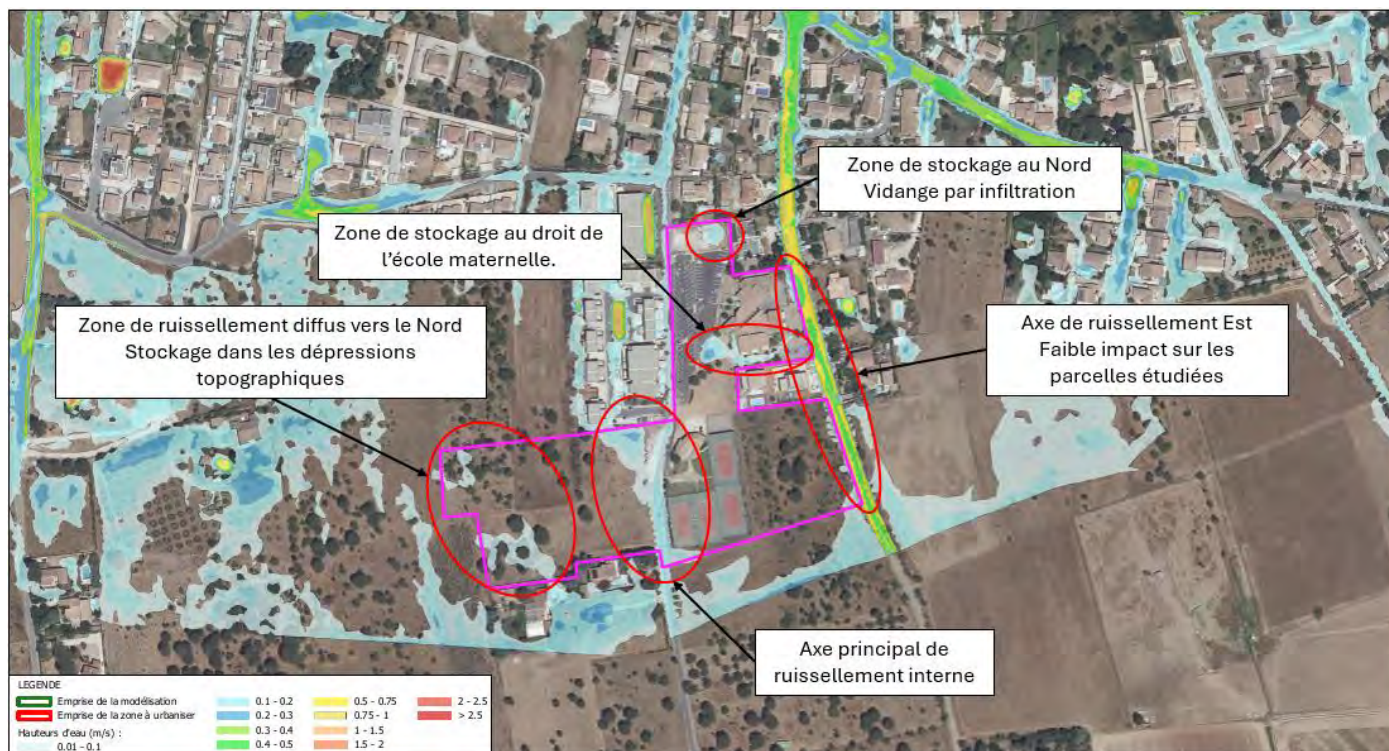 Zone de stockage au Nord
Vidange par infiltration
Zone de stockage au droit de
l'école maternelle.
Zone de ruissellement diffus vers le Nord
Stockage dans les dépressions
topographiques
Axe de ruissellement Est
Faible impact sur les
parcelles étudiées
Axe principal de
ruissellement interne
LEGENDE
Emprise de la modélisation
Emprise de la zone à urbaniser
Hauteurs d'eau (m/s) :
0.01 - 0.1
0.1 - 0.2
0.2 - 0.3
0.3 - 0.4
0.4 - 0.5
0.5 - 0.75
0.75 - 1
1 - 1.5
1.5 - 2
2 - 2.5
> 2.5